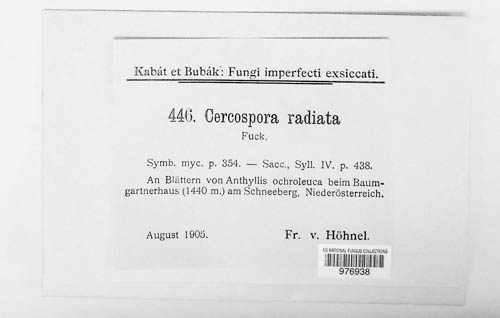 Kabát et Bubák: Fungi imperfecti exsiccati.
446. Cercospora radiata
Fuck.
Symb. myc. p. 354. — Sacc., Syll. IV. p. 438.
An Blättern von Anthyllis ochroleuca beim Baum-
gartnerhaus (1440 m.) am Schneeberg, Niederösterreich.
August 1905.
Fr. v. Höhnel.
US NATIONAL FUNGUS COLLECTIONS
976938